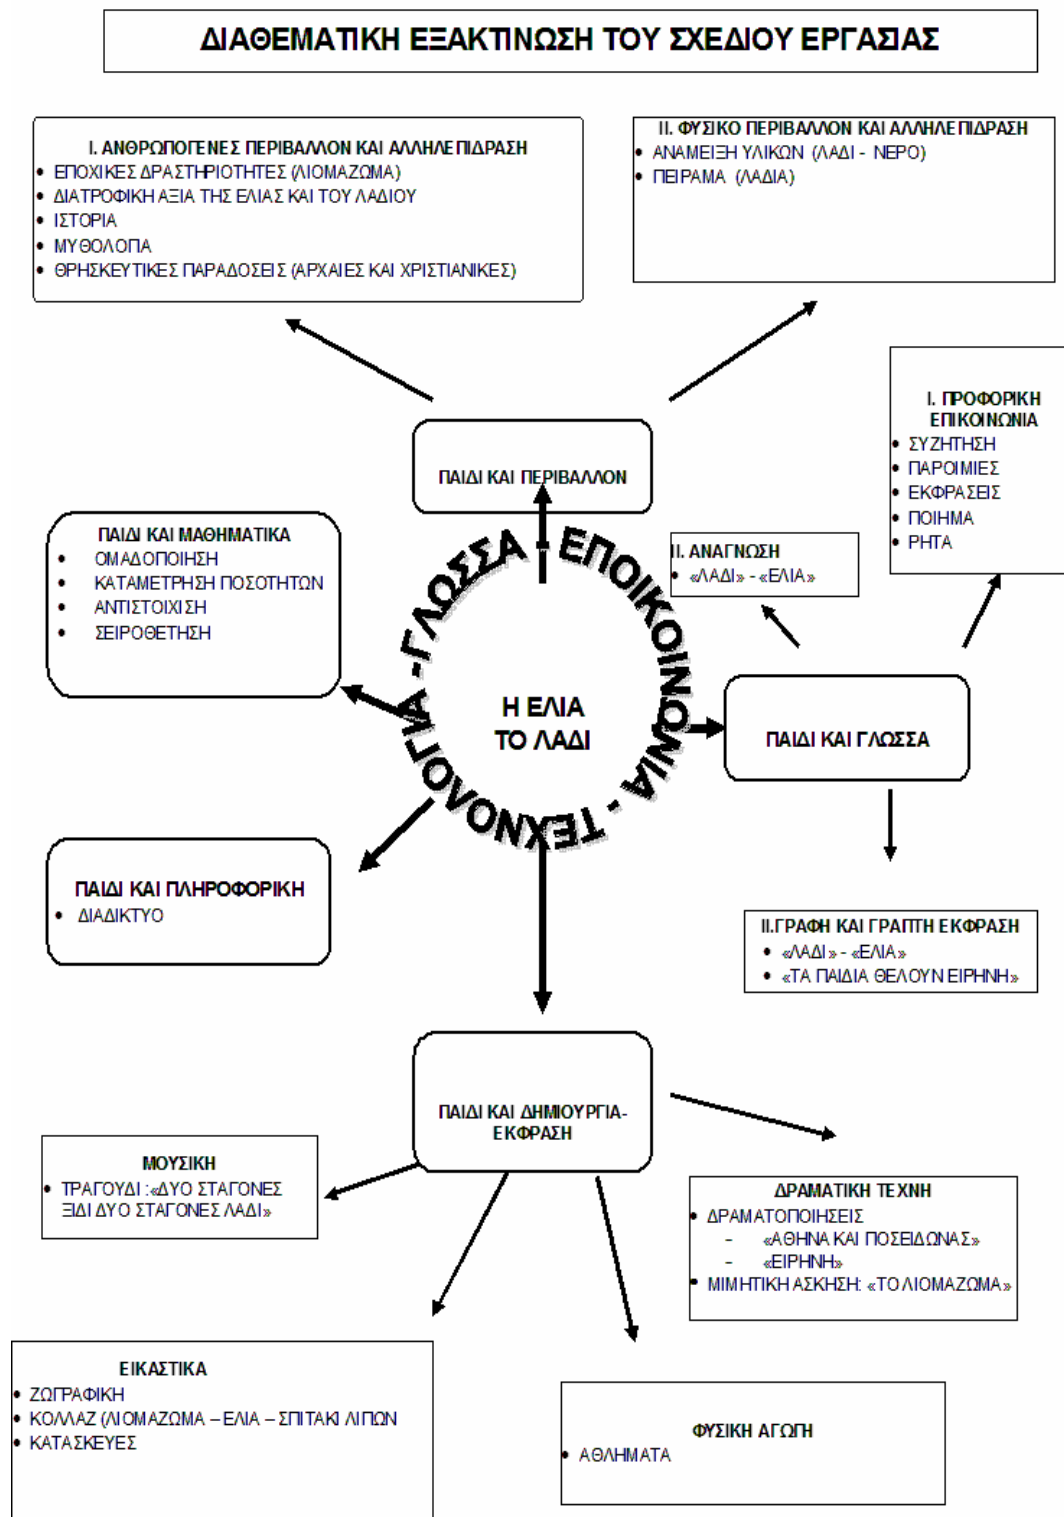 ΔΙΑΘΕΜΑΤΙΚΗ ΕΞΑΚΤΙΝΩΣΗ ΤΟΥ ΣΧΕΔΙΟΥ ΕΡΓΑΣΙΑΣ
Ι. ΑΝΘΡΩΠΟΓΕΝΕΣ ΠΕΡΙΒΑΛΛΟΝ ΚΑΙ ΑΛΛΗΛΕΠΙΔΡΑΣΗ
• ΕΠΟΧΙΚΕΣ ΔΡΑΣΤΗΡΙΟΤΗΤΕΣ (ΛΙΟΜΑΖΩΜΑ)
• ΔΙΑΤΡΟΦΙΚΗ ΑΞΙΑ ΤΗΣ ΕΛΙΑΣ ΚΑΙ ΤΟΥ ΛΑΔΙΟΥ
• ΙΣΤΟΡΙΑ
• ΜΥΘΟΛΟΓΙΑ
• ΘΡΗΣΚΕΥΤΙΚΕΣ ΠΑΡΑΔΟΣΕΙΣ (ΑΡΧΑΙΕΣ ΚΑΙ ΧΡΙΣΤΙΑΝΙΚΕΣ)
ΙΙ. ΦΥΣΙΚΟ ΠΕΡΙΒΑΛΛΟΝ ΚΑΙ ΑΛΛΗΛΕΠΙΔΡΑΣΗ
• ΑΝΑΜΕΙΞΗ ΥΛΙΚΩΝ (ΛΑΔΙ - ΝΕΡΟ)
• ΠΕΙΡΑΜΑ (ΛΑΔΙΑ)
Ι. ΠΡΟΦΟΡΙΚΗ
ΕΠΙΚΟΙΝΩΝΙΑ
• ΣΥΖΗΤΗΣΗ
• ΠΑΡΟΙΜΙΕΣ
• ΕΚΦΡΑΣΕΙΣ
• ΠΟΙΗΜΑ
• ΡΗΤΑ
ΠΑΙΔΙ ΚΑΙ ΠΕΡΙΒΑΛΛΟΝ
ΠΑΙΔΙ ΚΑΙ ΜΑΘΗΜΑΤΙΚΑ
• ΟΜΑΔΟΠΟΙΗΣΗ
• ΚΑΤΑΜΕΤΡΗΣΗ ΠΟΣΟΤΗΤΩΝ
• ΑΝΤΙΣΤΟΙΧΙΣΗ
• ΣΕΙΡΟΘΕΤΗΣΗ
ΙΙ. ΑΝΑΓΝΩΣΗ
• «ΛΑΔΙ» - «ΕΛΙΑ»
ΓΛΩΣΣΑ - ΕΠΟΙΚΟΙΝΩΝΙΑ - ΤΕΧΝΟΛΟΓΙΑ -
Η ΕΛΙΑ
ΤΟ ΛΑΔΙ
ΠΑΙΔΙ ΚΑΙ ΓΛΩΣΣΑ
ΠΑΙΔΙ ΚΑΙ ΠΛΗΡΟΦΟΡΙΚΗ
• ΔΙΑΔΙΚΤΥΟ
ΙΙ.ΓΡΑΦΗ ΚΑΙ ΓΡΑΠΤΗ ΕΚΦΡΑΣΗ
• «ΛΑΔΙ» - «ΕΛΙΑ»
• «ΤΑ ΠΑΙΔΙΑ ΘΕΛΟΥΝ ΕΙΡΗΝΗ»
ΠΑΙΔΙ ΚΑΙ ΔΗΜΙΟΥΡΓΙΑ-
ΕΚΦΡΑΣΗ
ΜΟΥΣΙΚΗ
• ΤΡΑΓΟΥΔΙ :«ΔΥΟ ΣΤΑΓΟΝΕΣ
ΞΙΔΙ ΔΥΟ ΣΤΑΓΟΝΕΣ ΛΑΔΙ»
ΔΡΑΜΑΤΙΚΗ ΤΕΧΝΗ
• ΔΡΑΜΑΤΟΠΟΙΗΣΕΙΣ
– «ΑΘΗΝΑ ΚΑΙ ΠΟΣΕΙΔΩΝΑΣ»
– «ΕΙΡΗΝΗ»
• ΜΙΜΗΤΙΚΗ ΑΣΚΗΣΗ: «ΤΟ ΛΙΟΜΑΖΩΜΑ»
ΕΙΚΑΣΤΙΚΑ
• ΖΩΓΡΑΦΙΚΗ
• ΚΟΛΛΑΖ (ΛΙΟΜΑΖΩΜΑ – ΕΛΙΑ – ΣΠΙΤΑΚΙ ΛΙΠΩΝ
• ΚΑΤΑΣΚΕΥΕΣ
ΦΥΣΙΚΗ ΑΓΩΓΗ
• ΑΘΛΗΜΑΤΑ